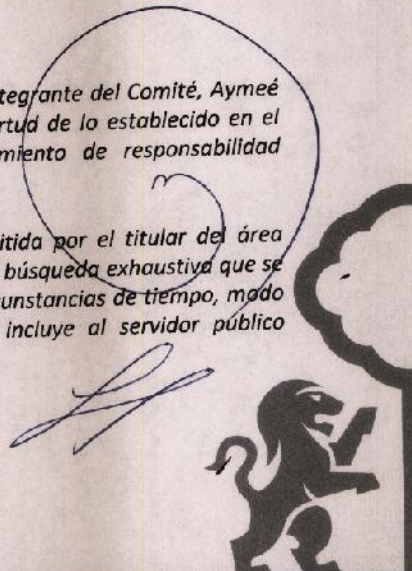 tegrante del Comité, Aymeé
rtud de lo establecido en el
miento de responsabilidad
itida por el titular del área
búsqueda exhaustiva que se
cunstancias de tiempo, modo
incluye al servidor público